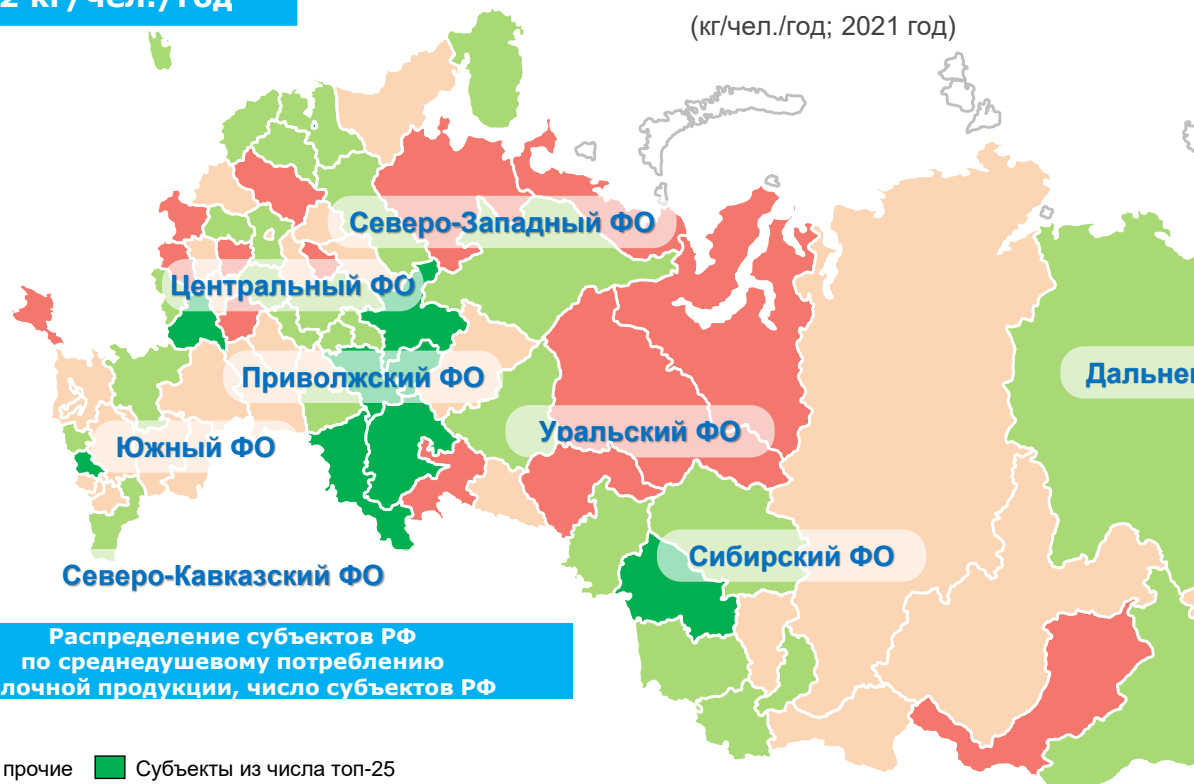 2 кг/чел./год
(кг/чел./год; 2021 год)
Северо-Западный ФО
Центральный ФО
Приволжский ФО
Дальне
Уральский ФО
Южный ФО
Сибирский ФО
Северо-Кавказский ФО
Распределение субъектов РФ
по среднедушевому потреблению
лочной продукции, число субъектов РФ
прочие
Субъекты из числа топ-25